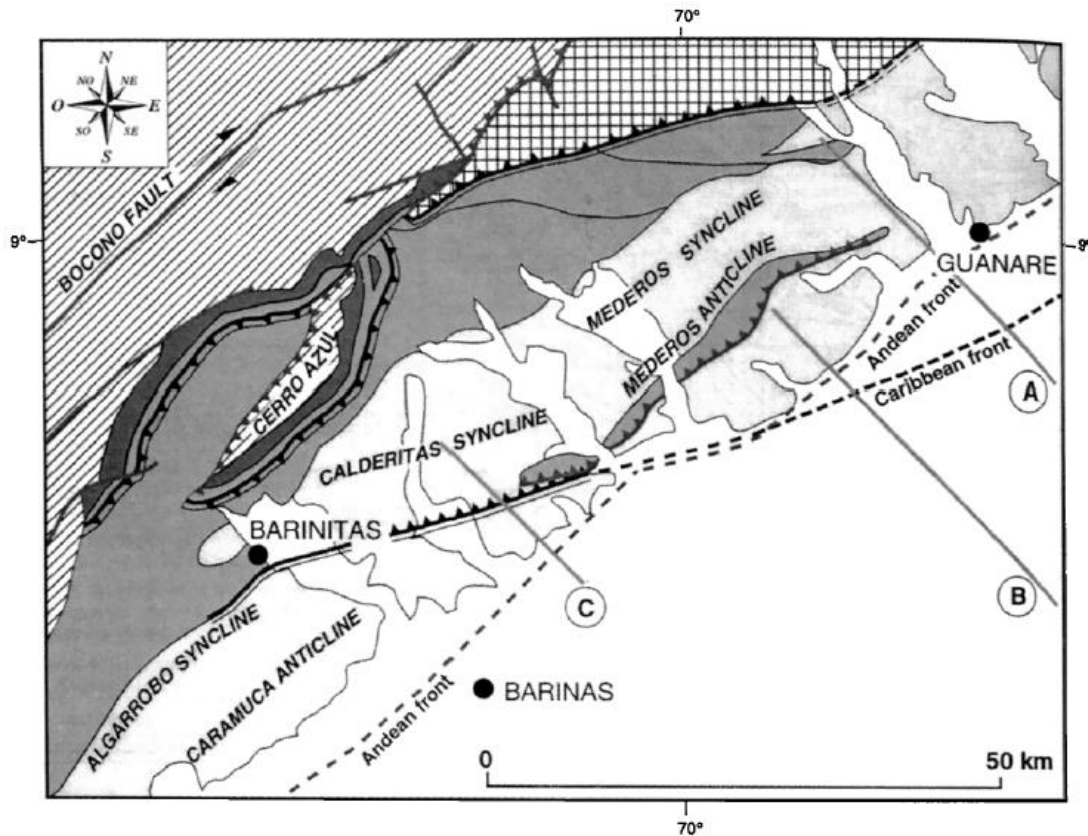 70°
N
NO
NE
O
E
SO
SE
S
BOCONO FAULT
9°
9°
GUANARE
MEDEROS SYNCLINE
MEDEROS ANTICLINE
Andean front
Caribbean front
A
CERRO AZUL
CALDERITAS SYNCLINE
BARINITAS
C
B
ALGARROBO SYNCLINE
CARAMUCA ANTICLINE
Andean front
BARINAS
0
50 km
70°